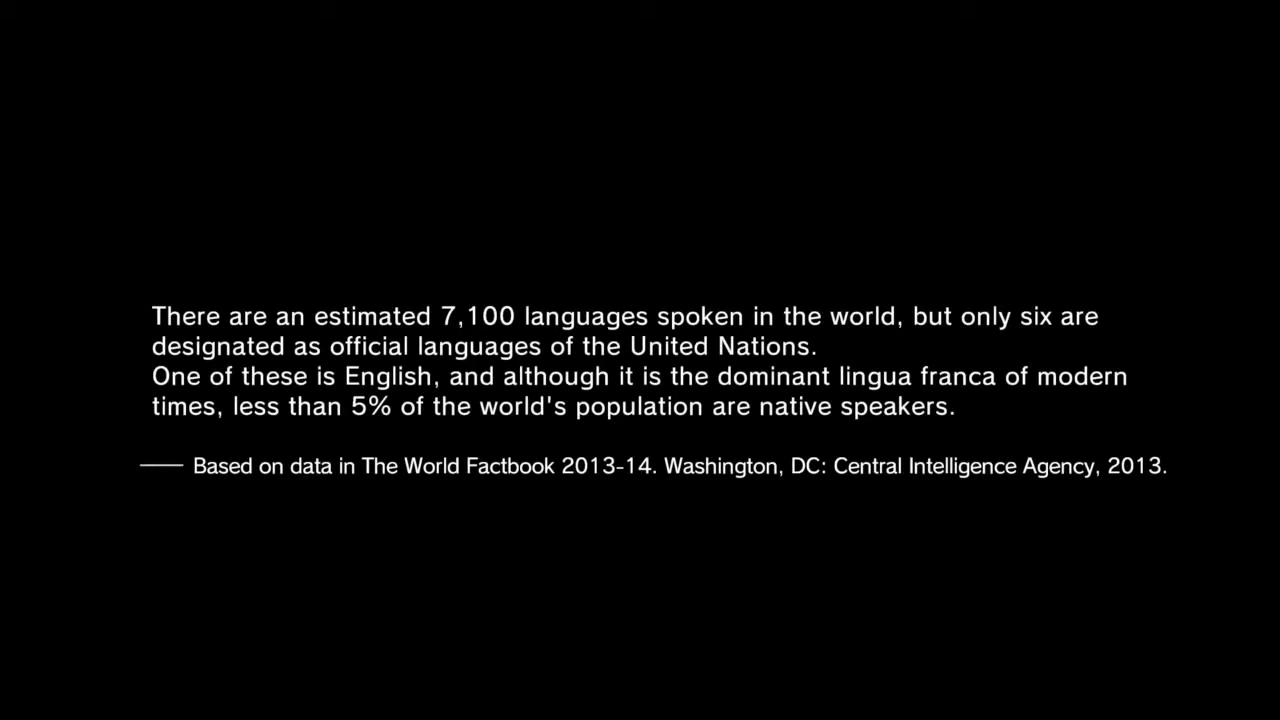 There are an estimated 7,100 languages spoken in the world, but only six are
designated as official languages of the United Nations.
One of these is English, and although it is the dominant lingua franca of modern
times, less than 5% of the world's population are native speakers.
—— Based on data in The World Factbook 2013-14. Washington, DC: Central Intelligence Agency, 2013.